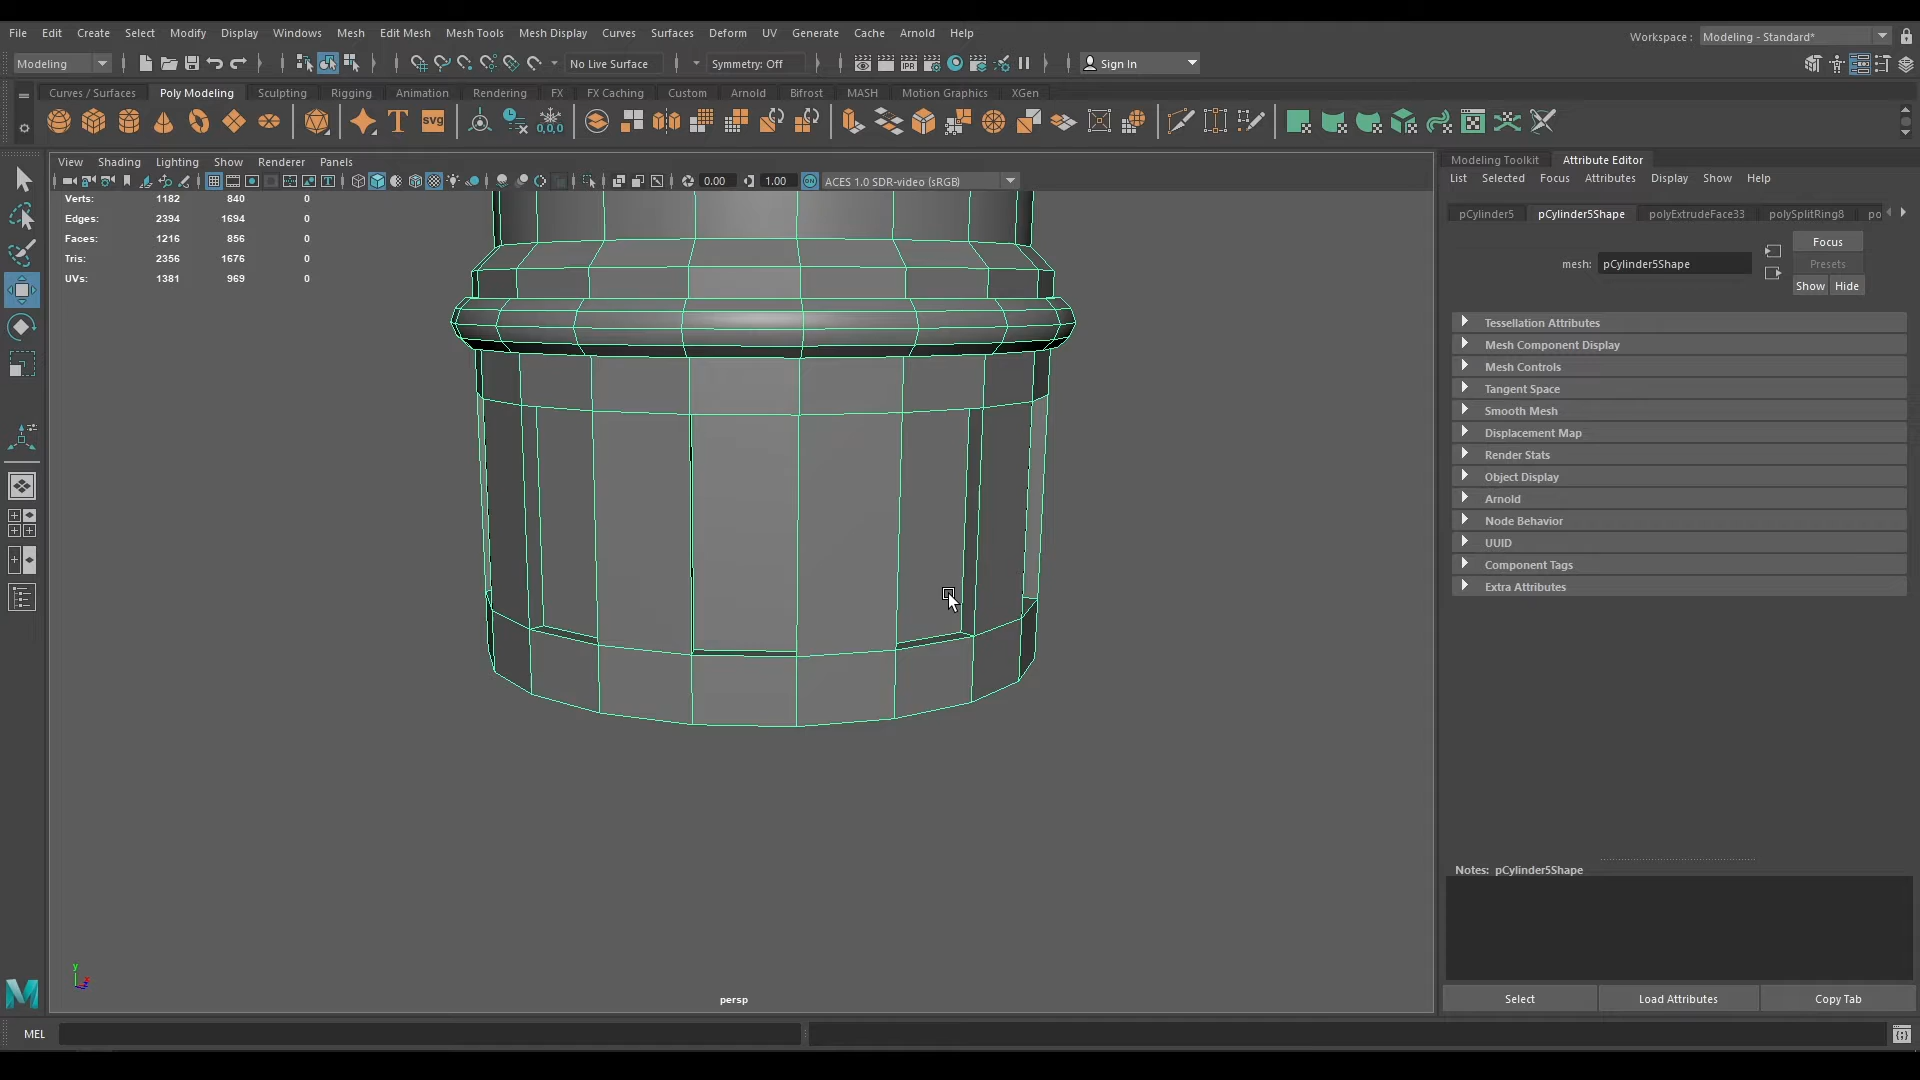 File Edit Create Select Modify Display Windows Mesh Edit Mesh Mesh Tools Mesh Display Curves Surfaces Deform UV Generate Cache Arnold Help
Workspace : Modeling - Standard*
Modeling No Live Surface Symmetry: Off IPR Sign In
Curves / Surfaces Poly Modeling Sculpting Rigging Animation Rendering FX FX Caching Custom Arnold Bifrost MASH Motion Graphics XGen
T svg 0,0,0
View Shading Lighting Show Renderer Panels
0.00 1.00 ON ACES 1.0 SDR-video (sRGB)
Verts: 1182 840 0
Edges: 2394 1694 0
Faces: 1216 856 0
Tris: 2356 1676 0
UVs: 1381 969 0
persp
y
Modeling Toolkit Attribute Editor
List Selected Focus Attributes Display Show Help
pCylinder5 pCylinder5Shape polyExtrudeFace33 polySplitRing8 po
mesh: pCylinder5Shape
Focus
Presets
Show Hide
Tessellation Attributes
Mesh Component Display
Mesh Controls
Tangent Space
Smooth Mesh
Displacement Map
Render Stats
Object Display
Arnold
Node Behavior
UUID
Component Tags
Extra Attributes
Notes: pCylinder5Shape
Select Load Attributes Copy Tab
MEL